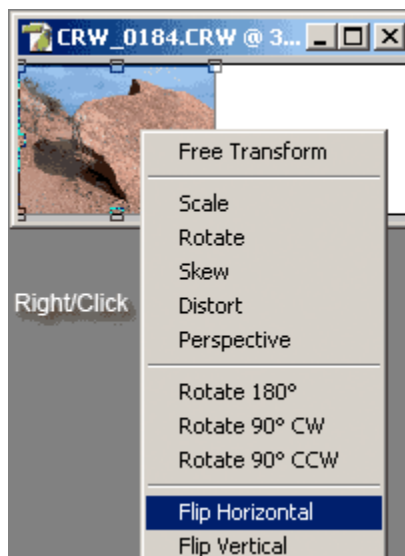 CRW_0184.CRW @ 3...
Free Transform
Scale
Rotate
Skew
Right/Click
Distort
Perspective
Rotate 180°
Rotate 90° CW
Rotate 90° CCW
Flip Horizontal
Flip Vertical